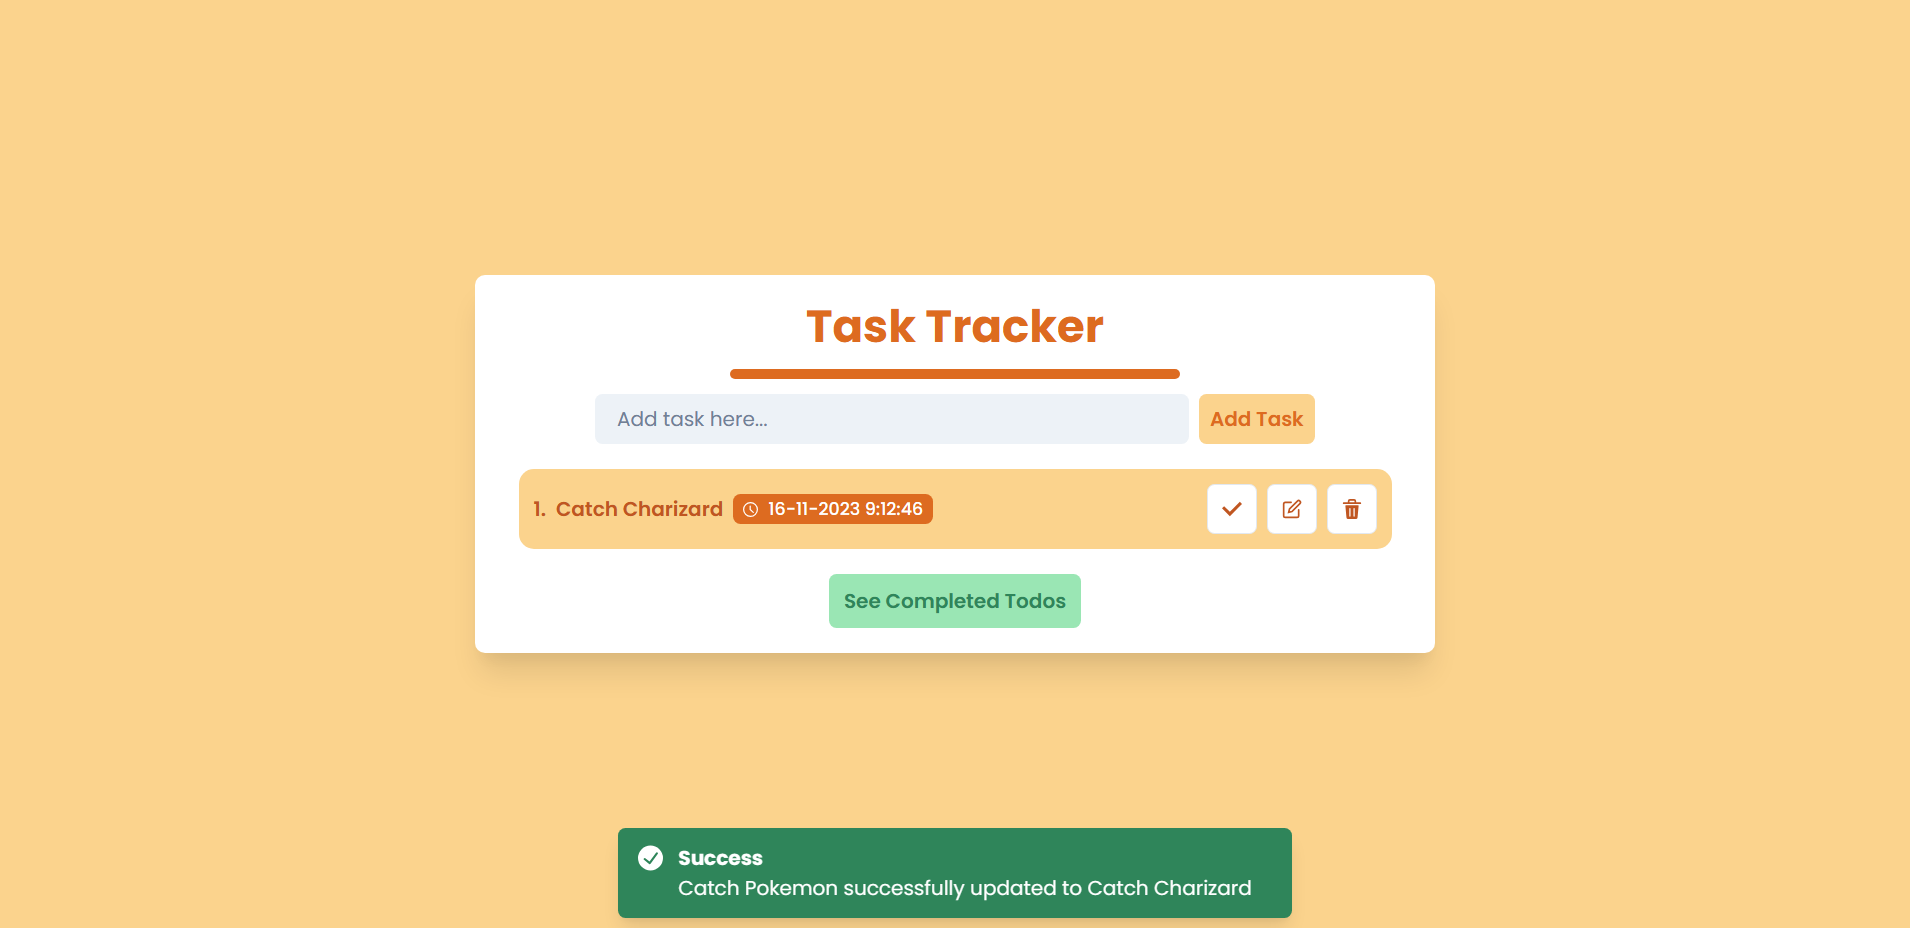 Task Tracker
Add task here...
Add Task
1. Catch Charizard 16-11-2023 9:12:46
See Completed Todos
Success
Catch Pokemon successfully updated to Catch Charizard